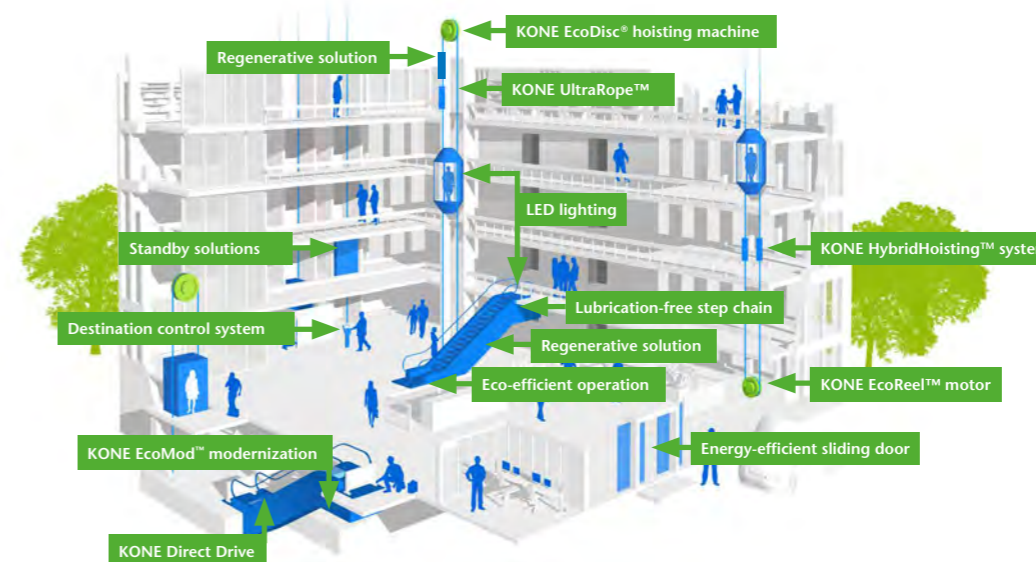 KONE EcoDisc® hoisting machine
Regenerative solution
KONE UltraRope™
LED lighting
Standby solutions
KONE HybridHoisting™ syste
Lubrication-free step chain
Destination control system
Regenerative solution
Eco-efficient operation
KONE EcoReel™ motor
KONE EcoMod™ modernization
Energy-efficient sliding door
KONE Direct Drive